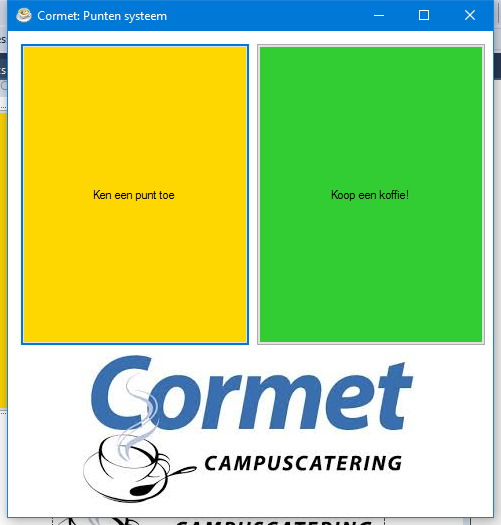 Cormet: Punten systeem
Ken een punt toe
Koop een koffie!
Cormet
CAMPUSCATERING